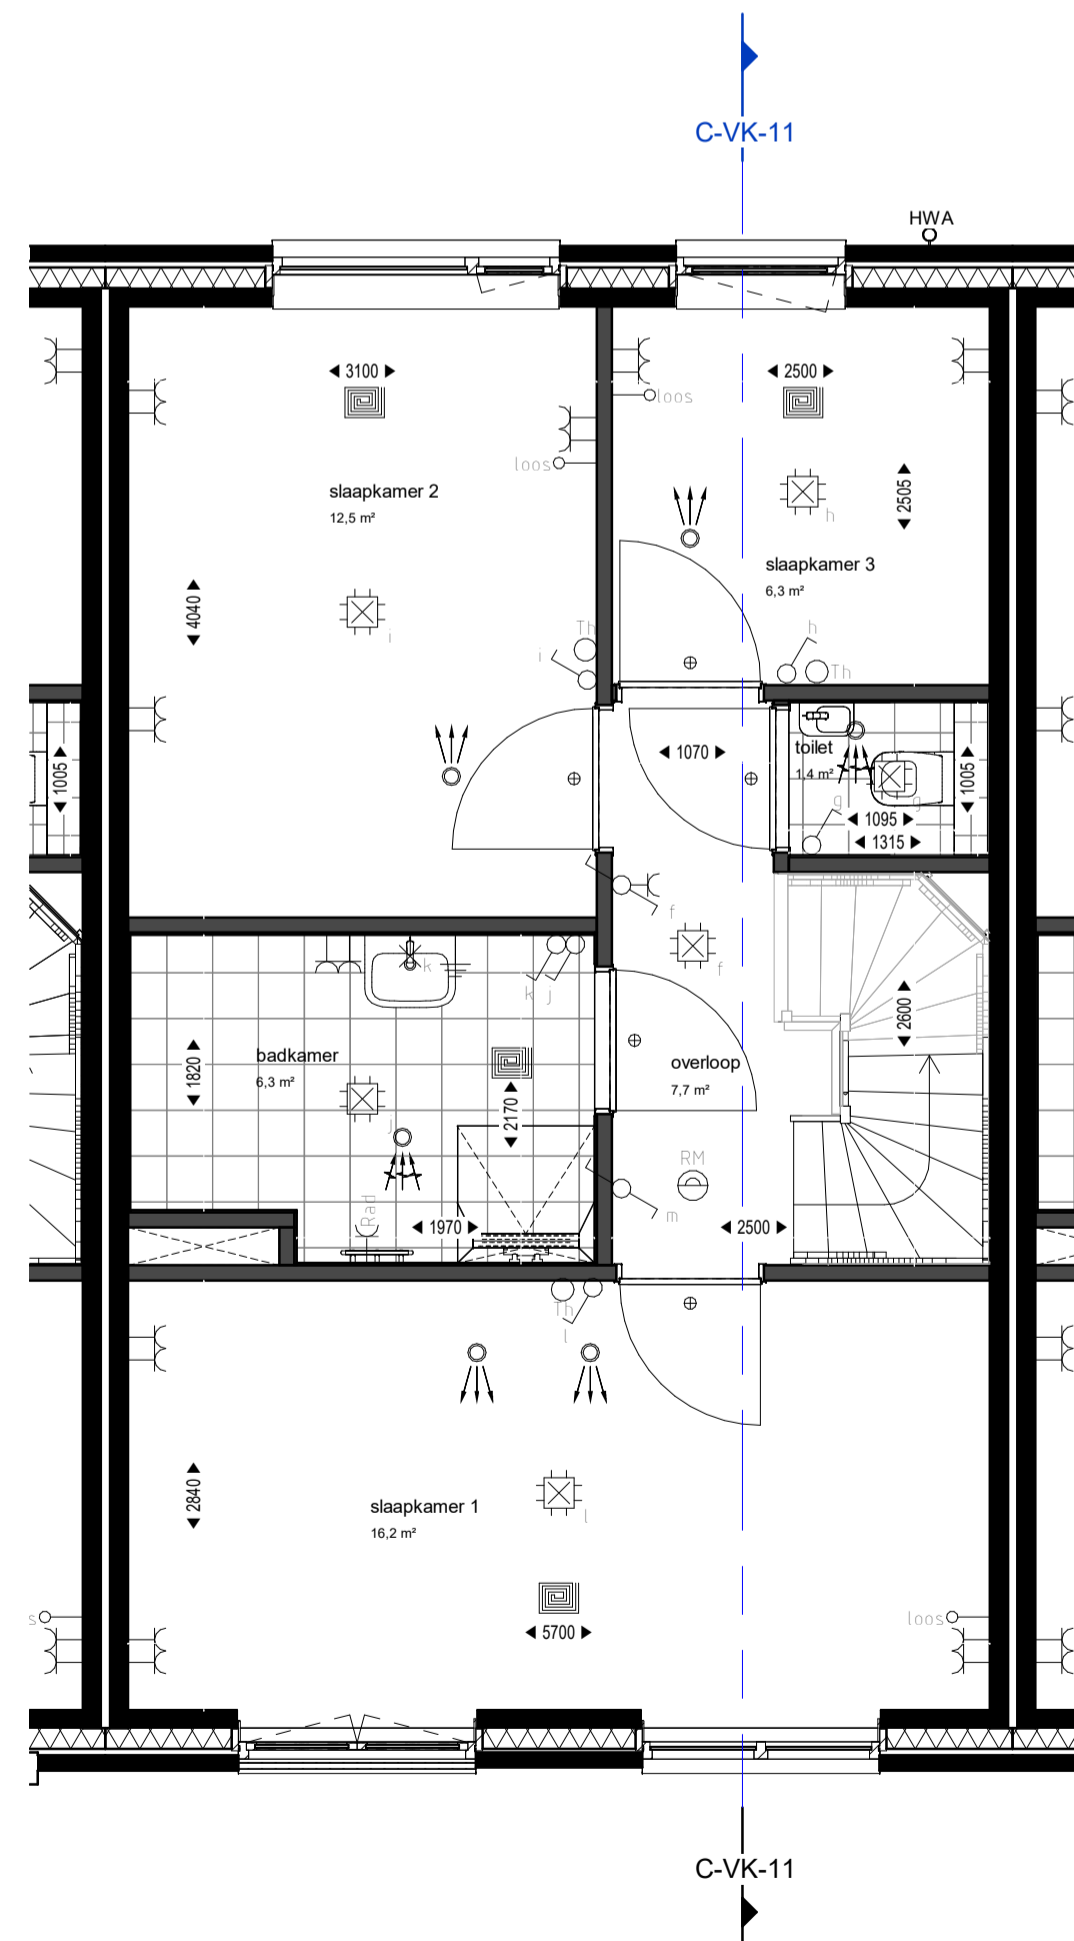 C-VK-11
HWA
3100
2500
loos
loos
slaapkamer 2
12,5 m²
2505
h
slaapkamer 3
6,3 m²
4040
i
Th
i
h
Th
1005
1070
toilet
1,4 m²
1005
g
g
1095
1315
f
f
k
k
j
2600
badkamer
6,3 m²
1820
overloop
7,7 m²
2170
j
RM
Rad
m
1970
2500
Th
l
2840
slaapkamer 1
16,2 m²
l
s
loos
5700
C-VK-11